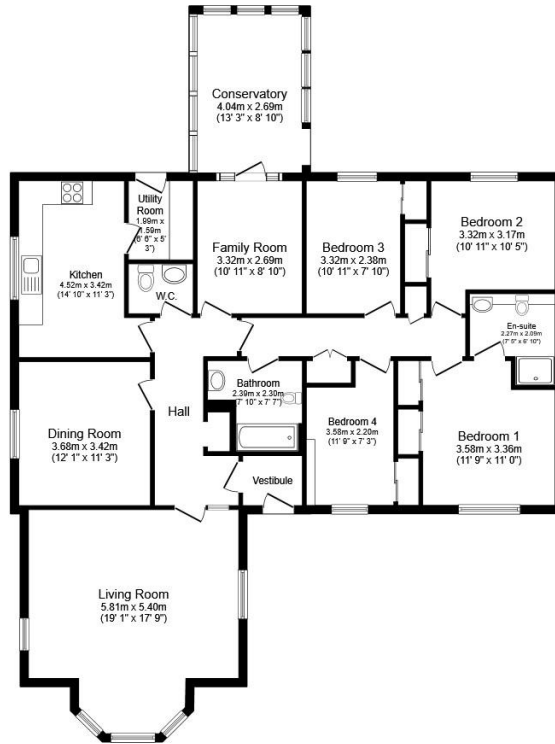 Conservatory
4.04m x 2.69m
(13' 3" x 8' 10")
Utility
Room
1.99m x
1.59m
(6' 6" x 5'
3")
Kitchen
4.52m x 3.42m
(14' 10" x 11' 3")
W.C.
Family Room
3.32m x 2.69m
(10' 11" x 8' 10")
Bedroom 3
3.32m x 2.38m
(10' 11" x 7' 10")
Bedroom 2
3.32m x 3.17m
(10' 11" x 10' 5")
En-suite
2.27m x 2.09m
(7' 5" x 6' 10")
Bathroom
2.39m x 2.30m
(7' 10" x 7' 7")
Hall
Dining Room
3.68m x 3.42m
(12' 1" x 11' 3")
Bedroom 4
3.58m x 2.20m
(11' 9" x 7' 3")
Bedroom 1
3.58m x 3.36m
(11' 9" x 11' 0")
Vestibule
Living Room
5.81m x 5.40m
(19' 1" x 17' 9")